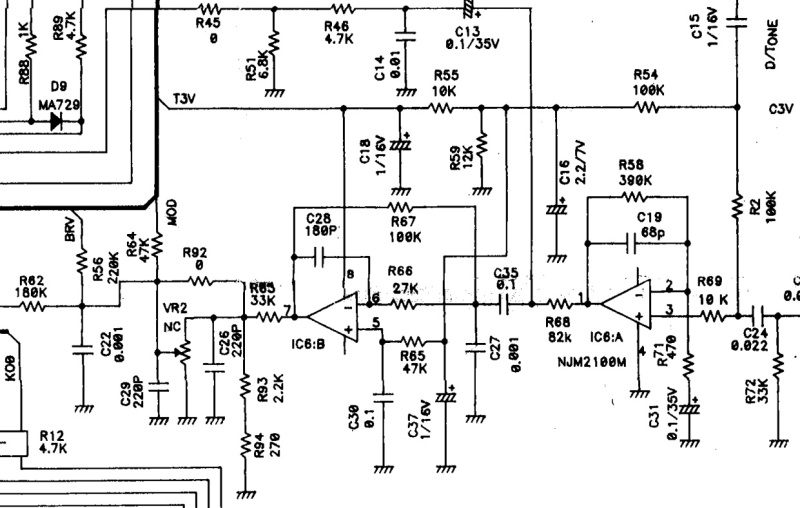 R88
1K
R89
4.7K
D9
MA729
R45
0
R51
6.8K
R46
4.7K
C13
0.1/35V
C14
0.01
C15
1/16V
D/TONE
T3V
R55
10K
R54
100K
C3V
C18
1/16V
R59
12K
C16
2.2/7V
R58
390K
C19
68p
R2
100K
BRV
MOD
R64
47K
R56
220K
R92
0
C28
180P
R67
100K
8
R62
180K
VR2
NC
R65
33K
7
IC6:B
6
5
R66
27K
C35
0.1
R68
82k
1
IC6:A
NJM2100M
2
3
4
R69
10 K
C24
0.022
C22
0.001
C29
220P
C26
220P
R93
2.2K
R94
270
R65
47K
C30
0.1
C37
1/16V
C27
0.001
R71
470
C31
0.1/35V
R72
33K
K00
R12
4.7K